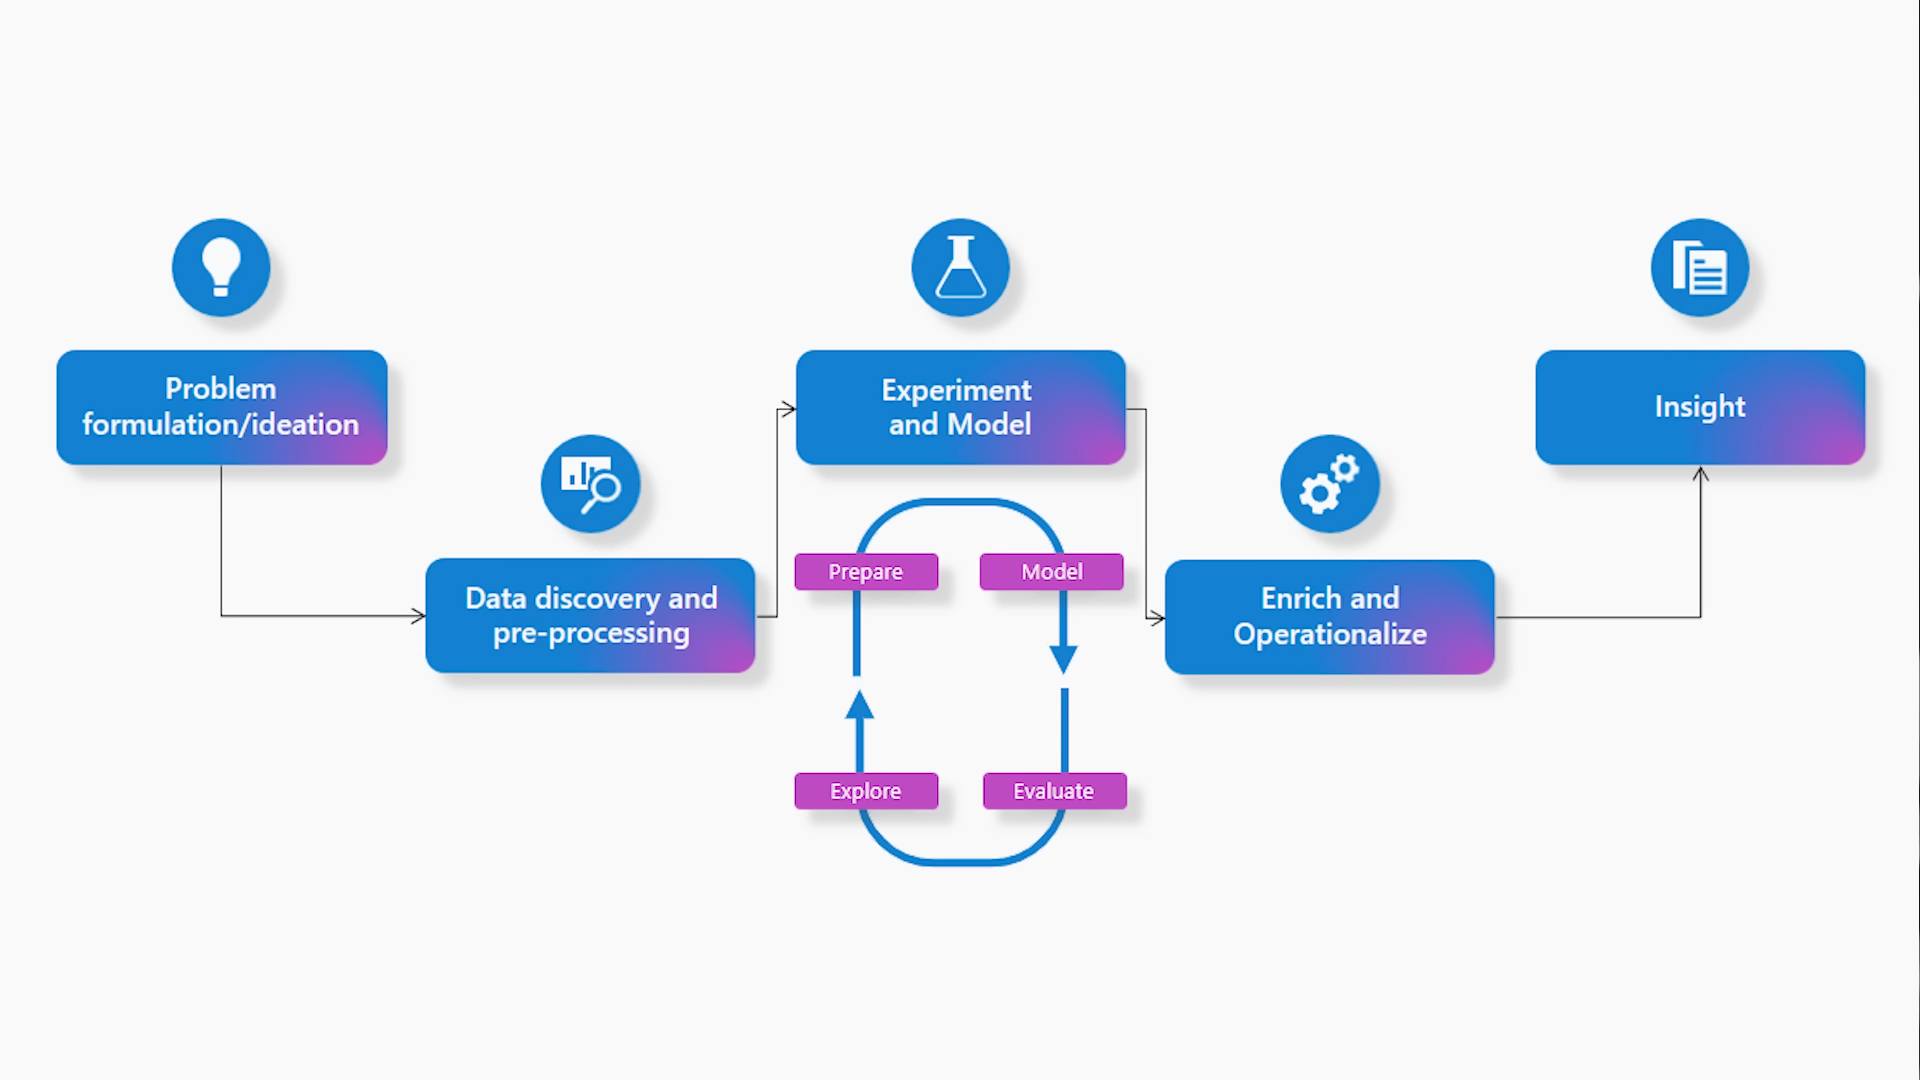 Problem
formulation/ideation
Data discovery and
pre-processing
Experiment
and Model
Prepare
Model
Explore
Evaluate
Enrich and
Operationalize
Insight